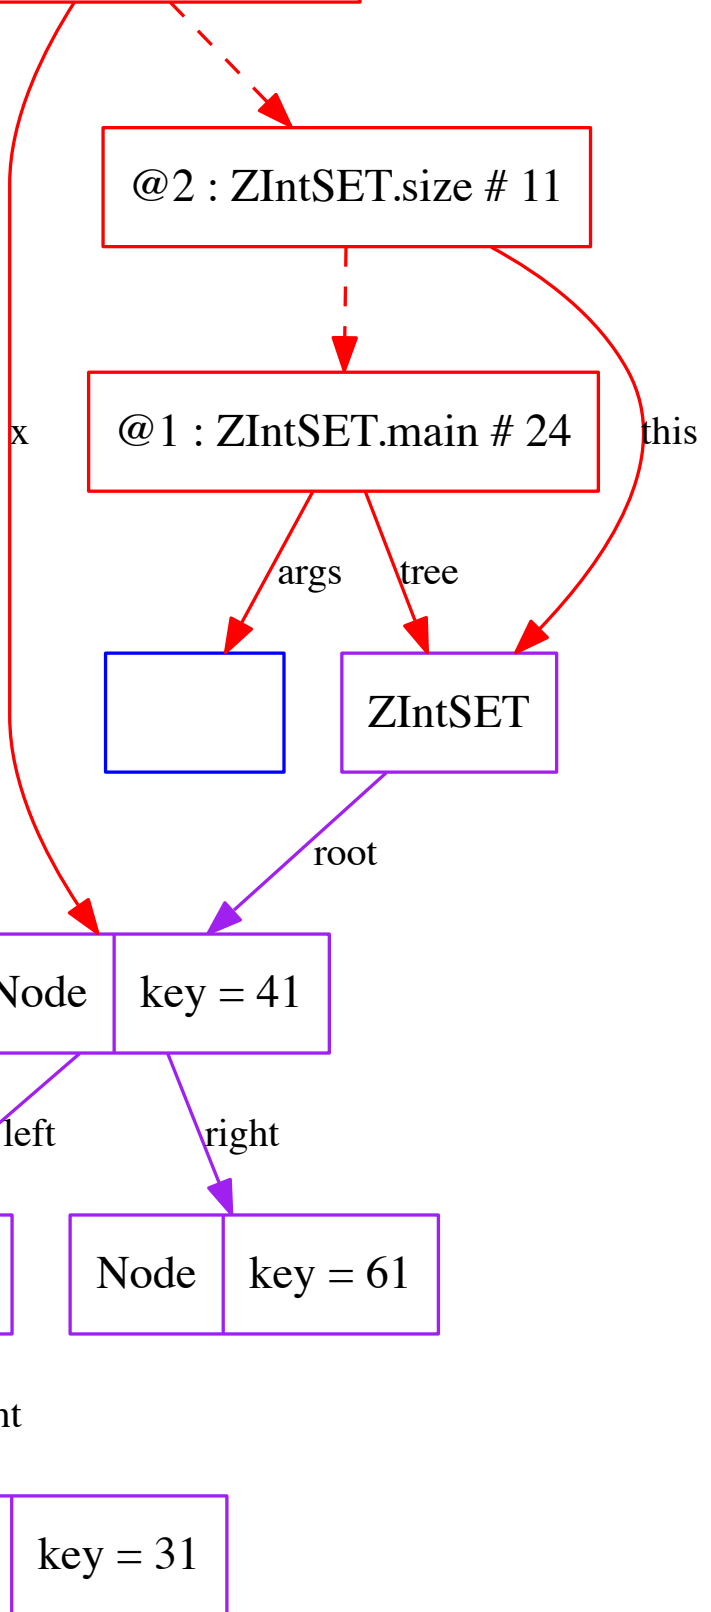 @2 : ZIntSET.size # 11
@1 : ZIntSET.main # 24
x
this
args
tree
ZIntSET
root
Node
key = 41
left
right
Node
key = 61
key = 31